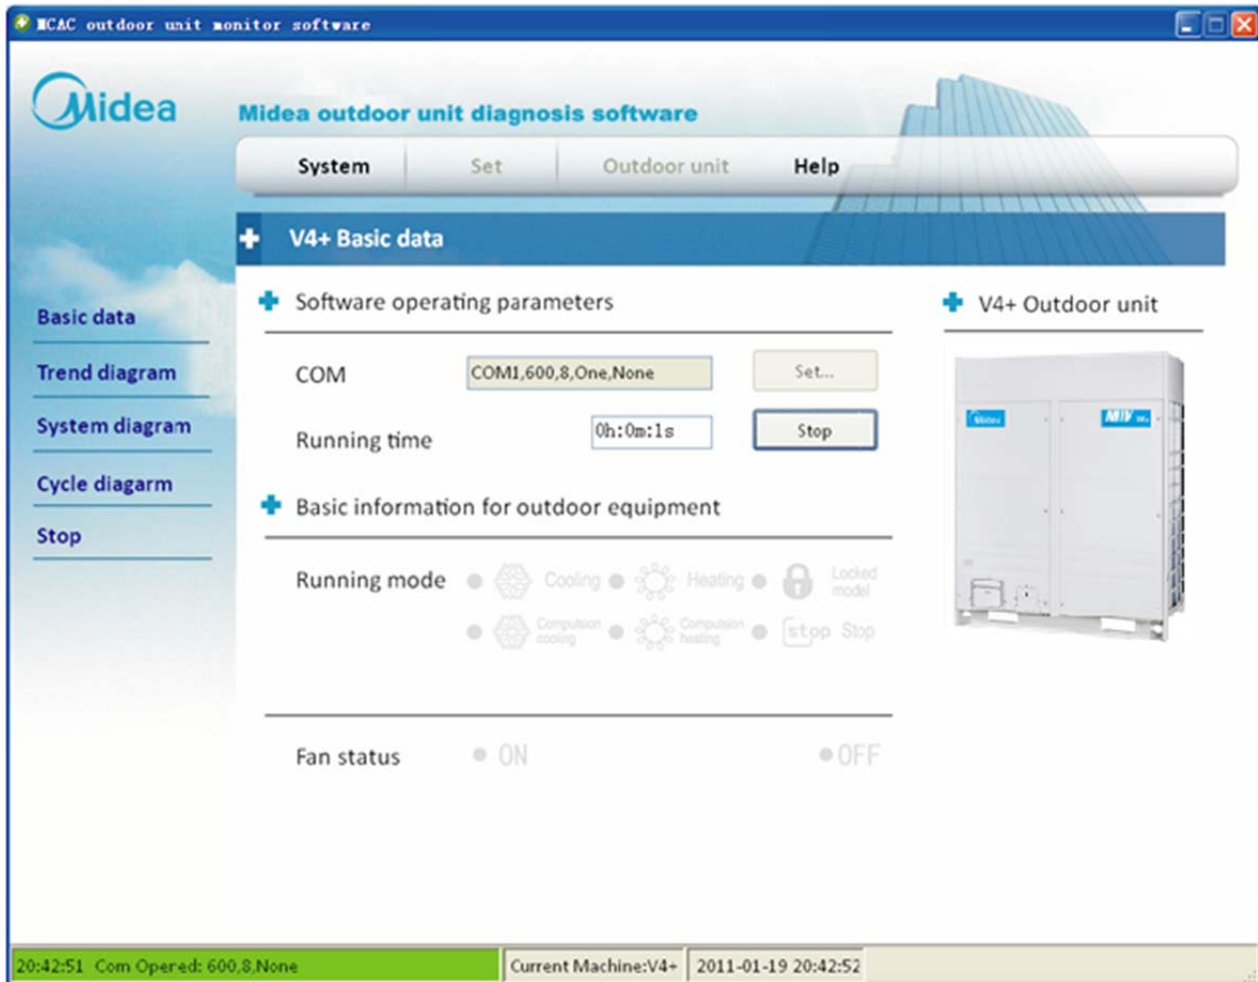 MCAC outdoor unit monitor software
Midea
Midea outdoor unit diagnosis software
System
Set
Outdoor unit
Help
V4+ Basic data
Basic data
Trend diagram
System diagram
Cycle diagarm
Stop
Software operating parameters
COM
COM1,600,8,One,None
Set...
Running time
0h:0m:1s
Stop
Basic information for outdoor equipment
Running mode
Cooling
Heating
Locked
model
Compulsion
cooling
Compulsion
heating
stop
Stop
Fan status
ON
OFF
V4+ Outdoor unit
Midea
20:42:51 Com Opered: 600,8,None
Current Machine:V4+
2011-01-19 20:42:52